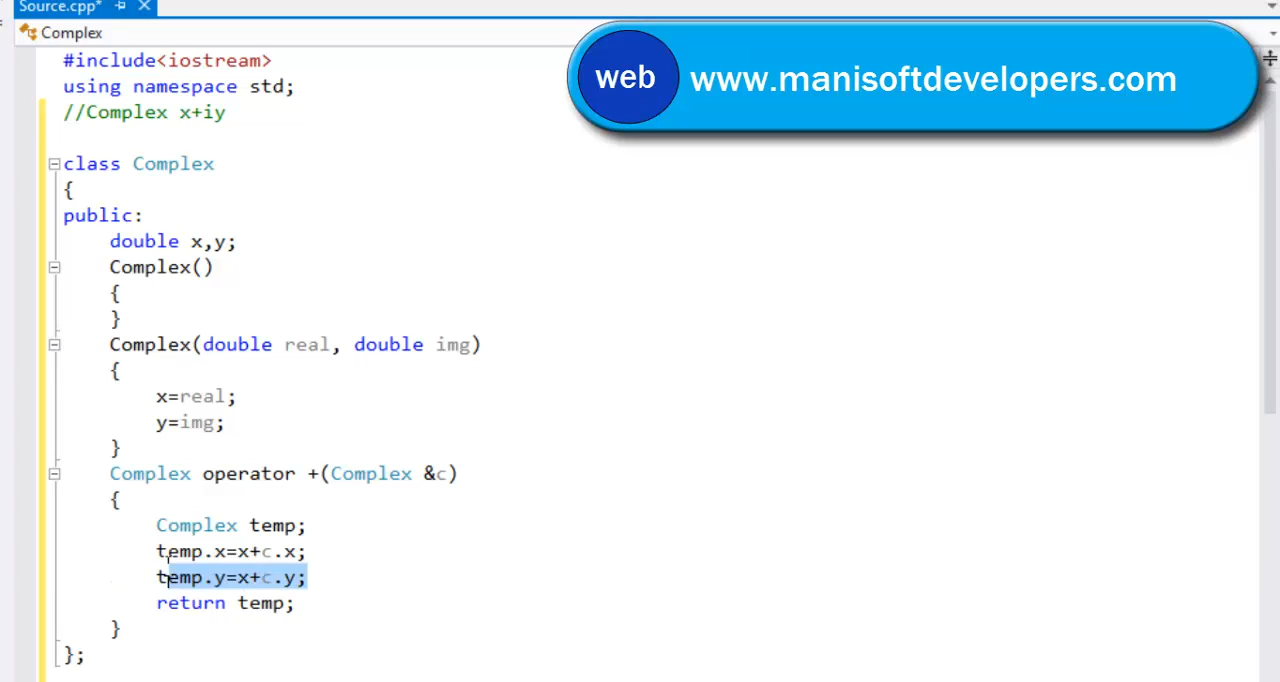 Source.cpp*
Complex
web www.manisoftdevelopers.com
#include<iostream>
using namespace std;
//Complex x+iy
class Complex
{
public:
double x,y;
Complex()
{
}
Complex(double real, double img)
{
x=real;
y=img;
}
Complex operator +(Complex &c)
{
Complex temp;
temp.x=x+c.x;
temp.y=x+c.y;
return temp;
}
};